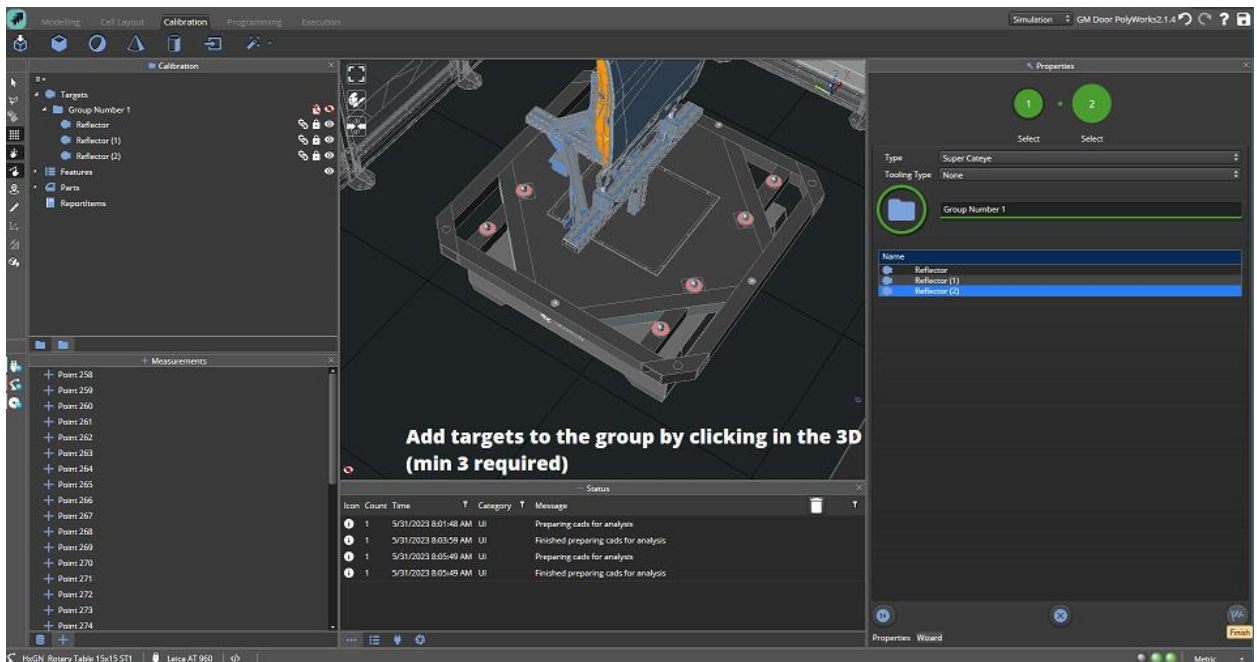 Modelling Cell Layout Calibration Programming Execution
Simulation GM Door PolyWorks2.1.4 ?
Calibration
Targets
Group Number 1
Reflector
Reflector (1)
Reflector (2)
Features
Parts
ReportItems
Measurements
Point 258
Point 259
Point 260
Point 261
Point 262
Point 263
Point 264
Point 265
Point 266
Point 267
Point 268
Point 269
Point 270
Point 271
Point 272
Point 273
Point 274
Add targets to the group by clicking in the 3D
(min 3 required)
Status
Icon Count Time Category Message
1 5/31/2023 8:01:48 AM UI Preparing cads for analysis
1 5/31/2023 8:03:59 AM UI Finished preparing cads for analysis
1 5/31/2023 8:05:49 AM UI Preparing cads for analysis
1 5/31/2023 8:05:49 AM UI Finished preparing cads for analysis
Properties
1 2
Select Select
Type Super Cateye
Tooling Type None
Group Number 1
Name
Reflector
Reflector (1)
Reflector (2)
Finish
Properties Wizard
HxGN Rotary Table 15x15 ST1 Leica AT 960 </> Metric